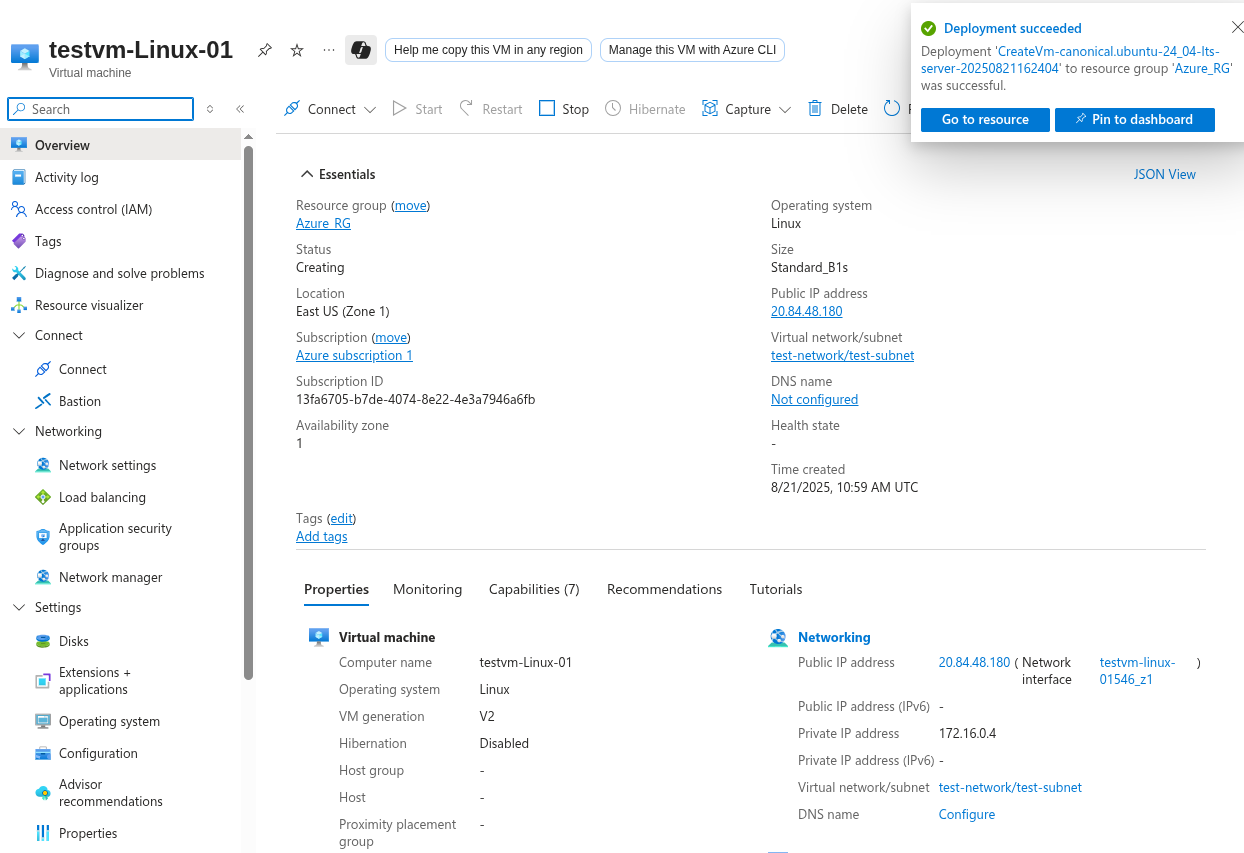 testvm-Linux-01
Virtual machine
Help me copy this VM in any region
Manage this VM with Azure CLI
Deployment succeeded
Deployment 'CreateVm-canonical.ubuntu-24_04-lts-
server-20250821162404' to resource group 'Azure_RG'
was successful.
Go to resource
Pin to dashboard
Search
Connect
Start
Restart
Stop
Hibernate
Capture
Delete
Overview
Activity log
Access control (IAM)
Tags
Diagnose and solve problems
Resource visualizer
Connect
Connect
Bastion
Networking
Network settings
Load balancing
Application security
groups
Network manager
Settings
Disks
Extensions +
applications
Operating system
Configuration
Advisor
recommendations
Properties
Essentials
JSON View
Resource group (move)
Azure_RG
Status
Creating
Location
East US (Zone 1)
Subscription (move)
Azure subscription 1
Subscription ID
13fa6705-b7de-4074-8e22-4e3a7946a6fb
Availability zone
1
Operating system
Linux
Size
Standard_B1s
Public IP address
20.84.48.180
Virtual network/subnet
test-network/test-subnet
DNS name
Not configured
Health state
-
Time created
8/21/2025, 10:59 AM UTC
Tags (edit)
Add tags
Properties
Monitoring
Capabilities (7)
Recommendations
Tutorials
Virtual machine
Computer name testvm-Linux-01
Operating system Linux
VM generation V2
Hibernation Disabled
Host group -
Host -
Proximity placement -
group
Networking
Public IP address 20.84.48.180 ( Network testvm-linux- )
interface 01546_z1
Public IP address (IPv6) -
Private IP address 172.16.0.4
Private IP address (IPv6) -
Virtual network/subnet test-network/test-subnet
DNS name Configure